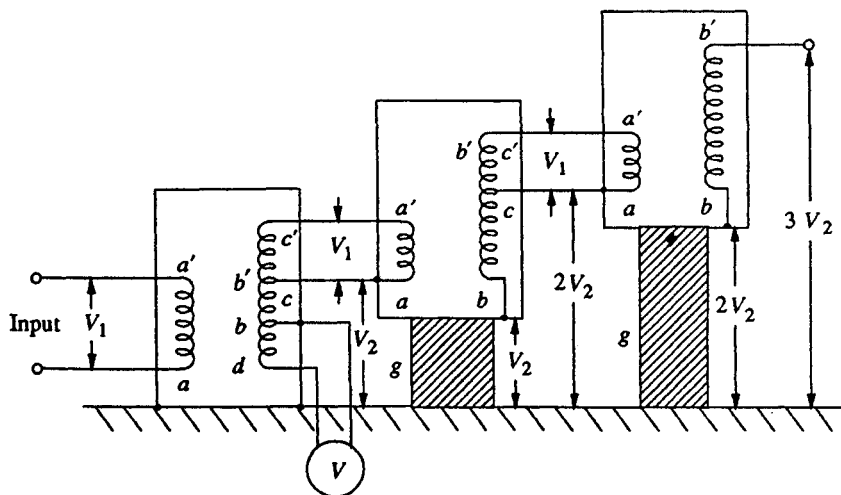 b'
a'
b' c'
V₁
c
a b
3 V₂
2V₂
g
a'
c'
V₁
b'
c
a b
2V₂
V₂
V₂
g
a'
Input V₁
b
d
a
V